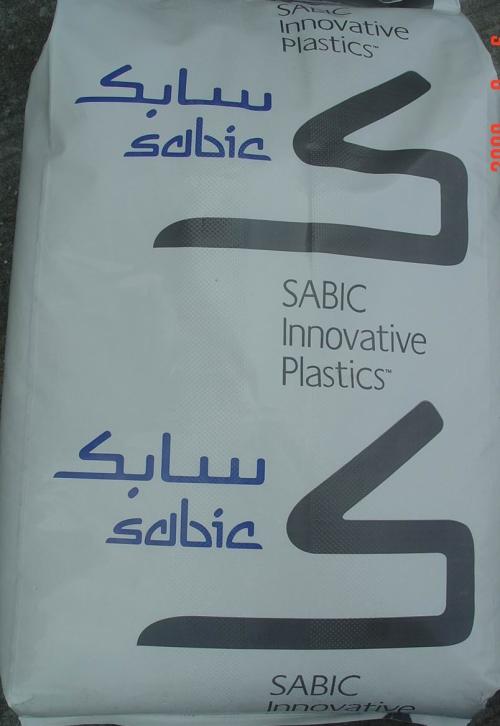 SABIC
Innovative
Plastics™
سابك
sabic
SABIC
Innovative
Plastics™
سابك
sabic
SABIC
Innovative